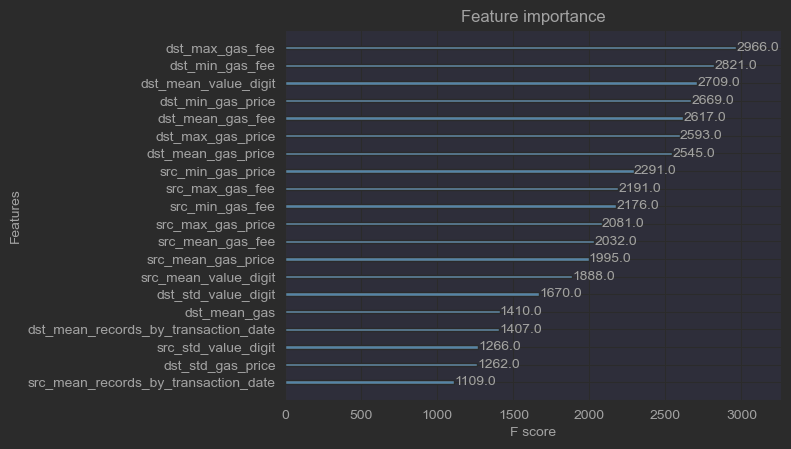 Feature importance
dst_max_gas_fee 2966.0
dst_min_gas_fee 2821.0
dst_mean_value_digit 2709.0
dst_min_gas_price 2669.0
dst_mean_gas_fee 2617.0
dst_max_gas_price 2593.0
dst_mean_gas_price 2545.0
src_min_gas_price 2291.0
src_max_gas_fee 2191.0
src_min_gas_fee 2176.0
src_max_gas_price 2081.0
src_mean_gas_fee 2032.0
src_mean_gas_price 1995.0
src_mean_value_digit 1888.0
dst_std_value_digit 1670.0
dst_mean_gas 1410.0
dst_mean_records_by_transaction_date 1407.0
src_std_value_digit 1266.0
dst_std_gas_price 1262.0
src_mean_records_by_transaction_date 1109.0
Features
0 500 1000 1500 2000 2500 3000
F score